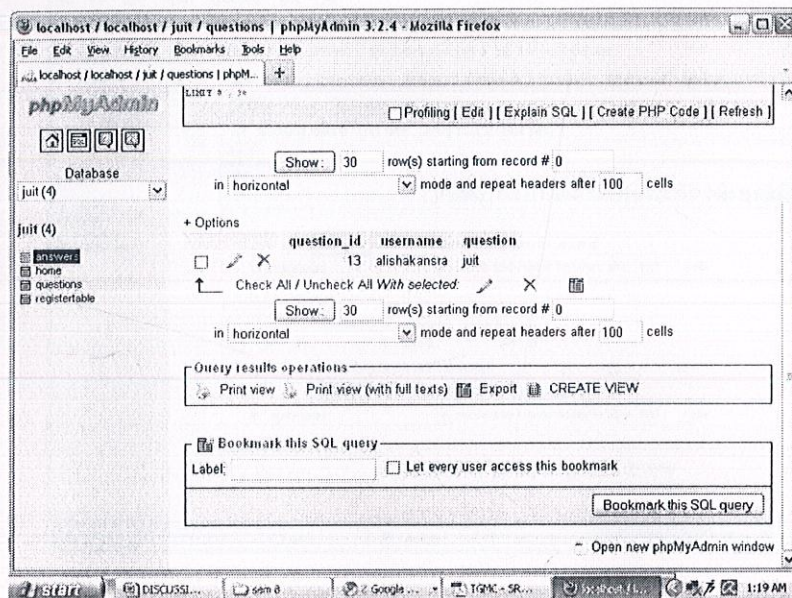 localhost / localhost / juit / questions | phpMyAdmin 3.2.4 - Mozilla Firefox
File Edit View History Bookmarks Tools Help
localhost / localhost / juit / questions | phpM... +
phpMyAdmin
Database
juit (4)
juit (4)
answers
home
questions
registertable
Profiling [ Edit ] [ Explain SQL ] [ Create PHP Code ] [ Refresh ]
Show : 30 row(s) starting from record # 0
in horizontal mode and repeat headers after 100 cells
+ Options
question_id username question
13 alishakansra juit
Check All / Uncheck All With selected:
Show : 30 row(s) starting from record # 0
in horizontal mode and repeat headers after 100 cells
Query results operations
Print view Print view (with full texts) Export CREATE VIEW
Bookmark this SQL query
Label: Let every user access this bookmark
Bookmark this SQL query
Open new phpMyAdmin window
start DISCUSSI... sem 8 2 Google ... TGMC - SR... localhost / l... 1:19 AM